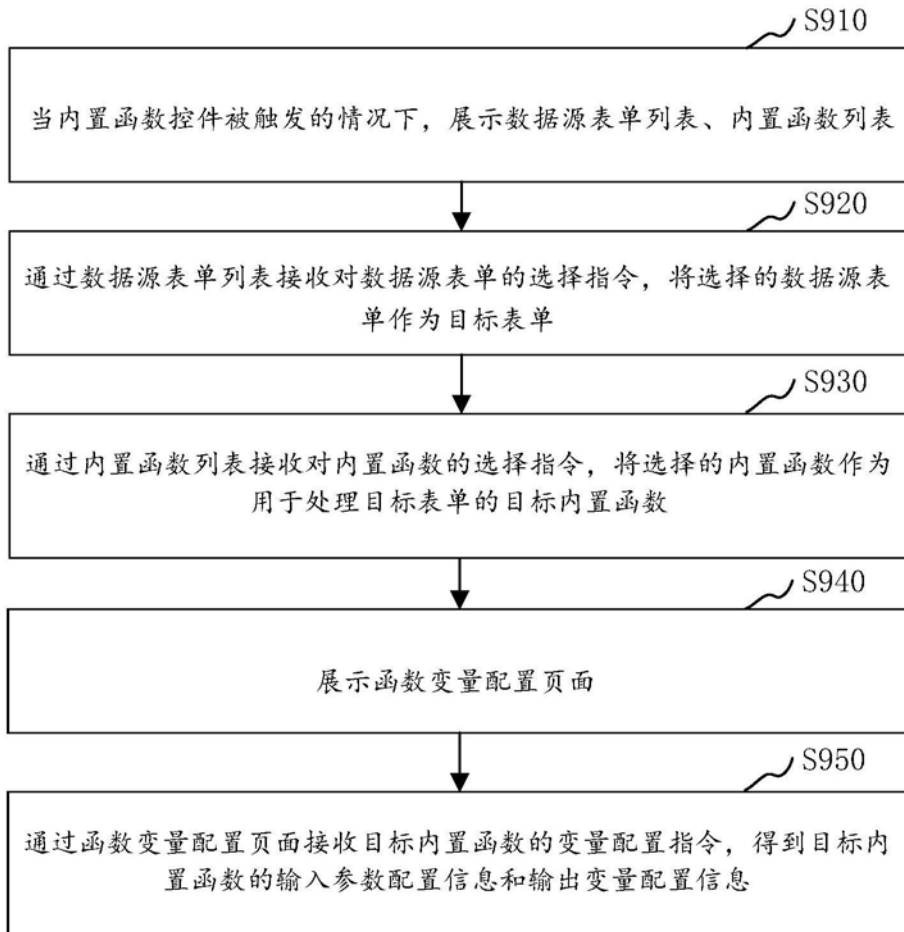 S910
当内置函数控件被触发的情况下，展示数据源表单列表、内置函数列表
S920
通过数据源表单列表接收对数据源表单的选择指令，将选择的数据源表
单作为目标表单
S930
通过内置函数列表接收对内置函数的选择指令，将选择的内置函数作为
用于处理目标表单的目标内置函数
S940
展示函数变量配置页面
S950
通过函数变量配置页面接收目标内置函数的变量配置指令，得到目标内
置函数的输入参数配置信息和输出变量配置信息